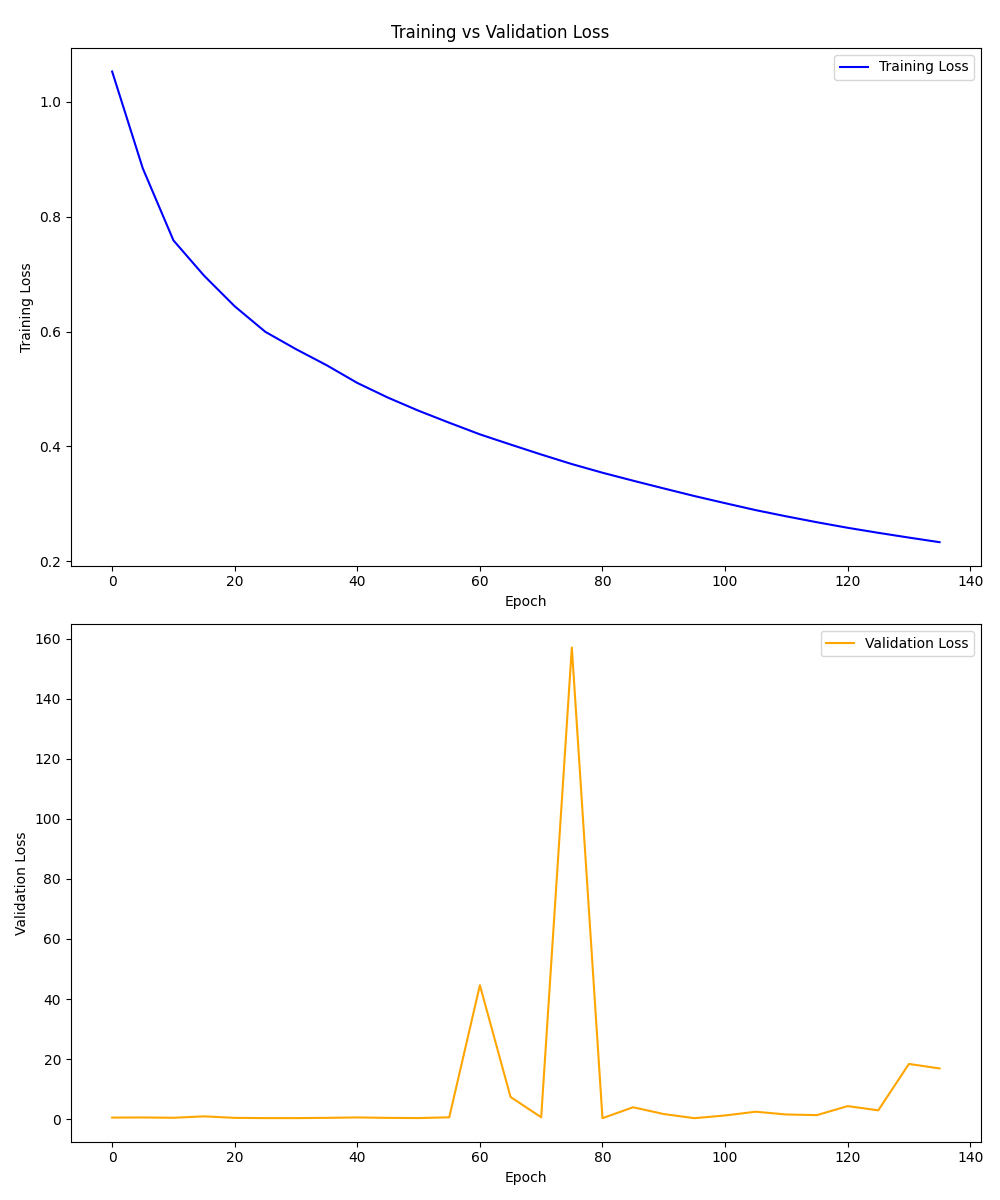 Training vs Validation Loss
Training Loss
1.0
0.8
0.6
0.4
0.2
Training Loss
0 20 40 60 80 100 120 140
Epoch
Validation Loss
160
140
120
100
80
60
40
20
0
Validation Loss
0 20 40 60 80 100 120 140
Epoch